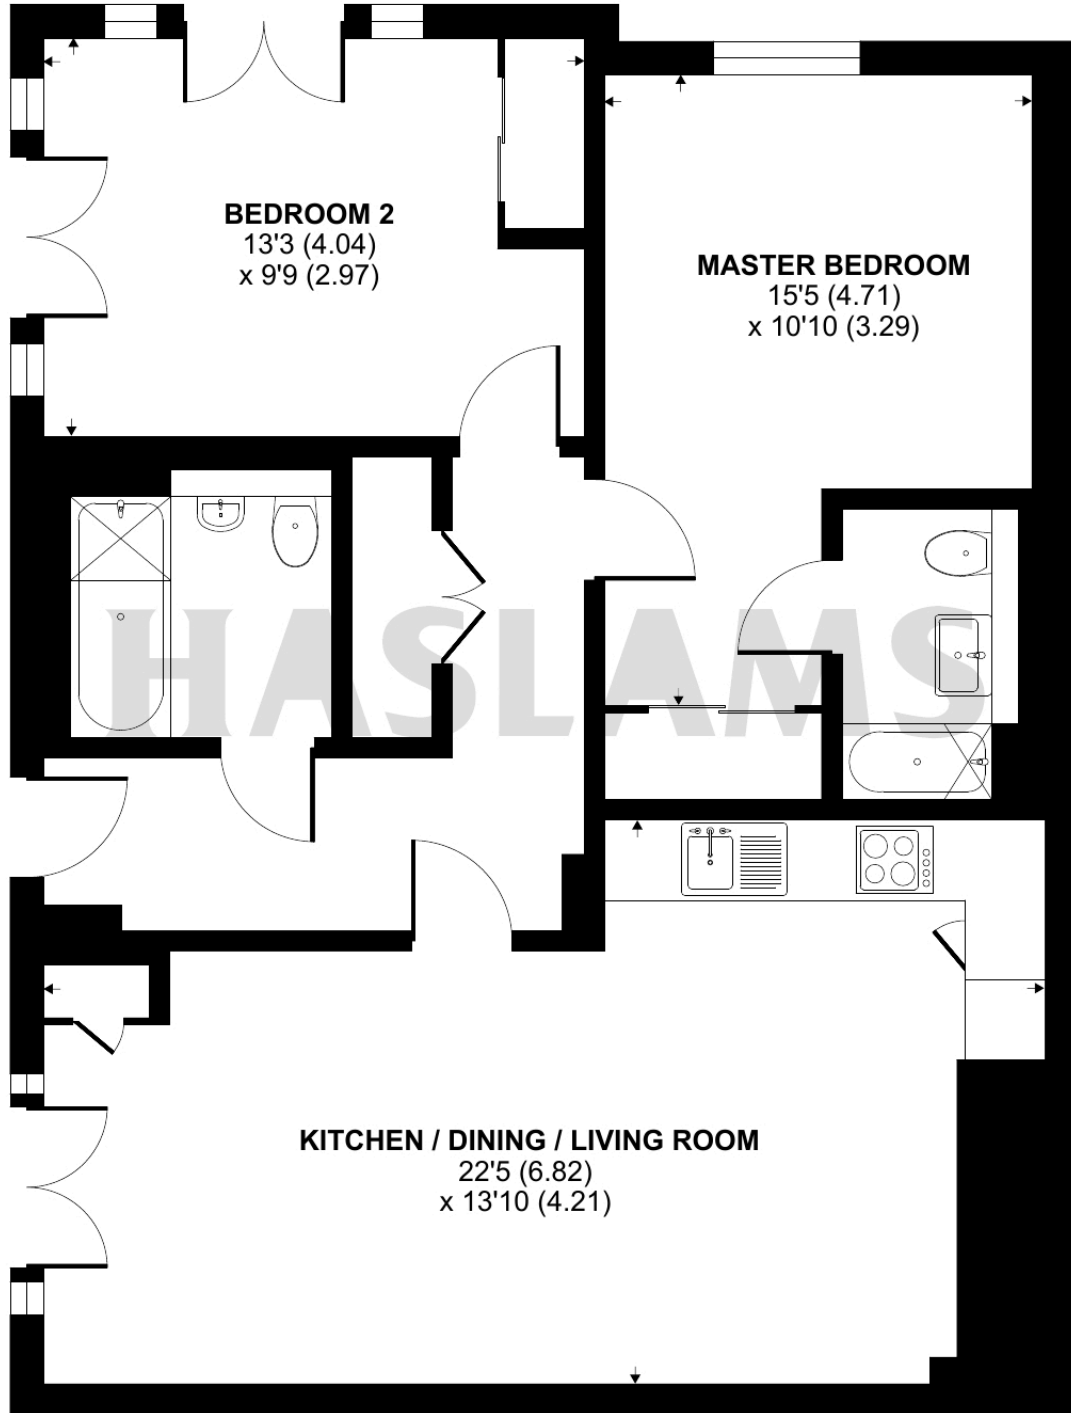 BEDROOM 2
13'3 (4.04)
x 9'9 (2.97)
MASTER BEDROOM
15'5 (4.71)
x 10'10 (3.29)
HASLAMS
KITCHEN / DINING / LIVING ROOM
22'5 (6.82)
x 13'10 (4.21)